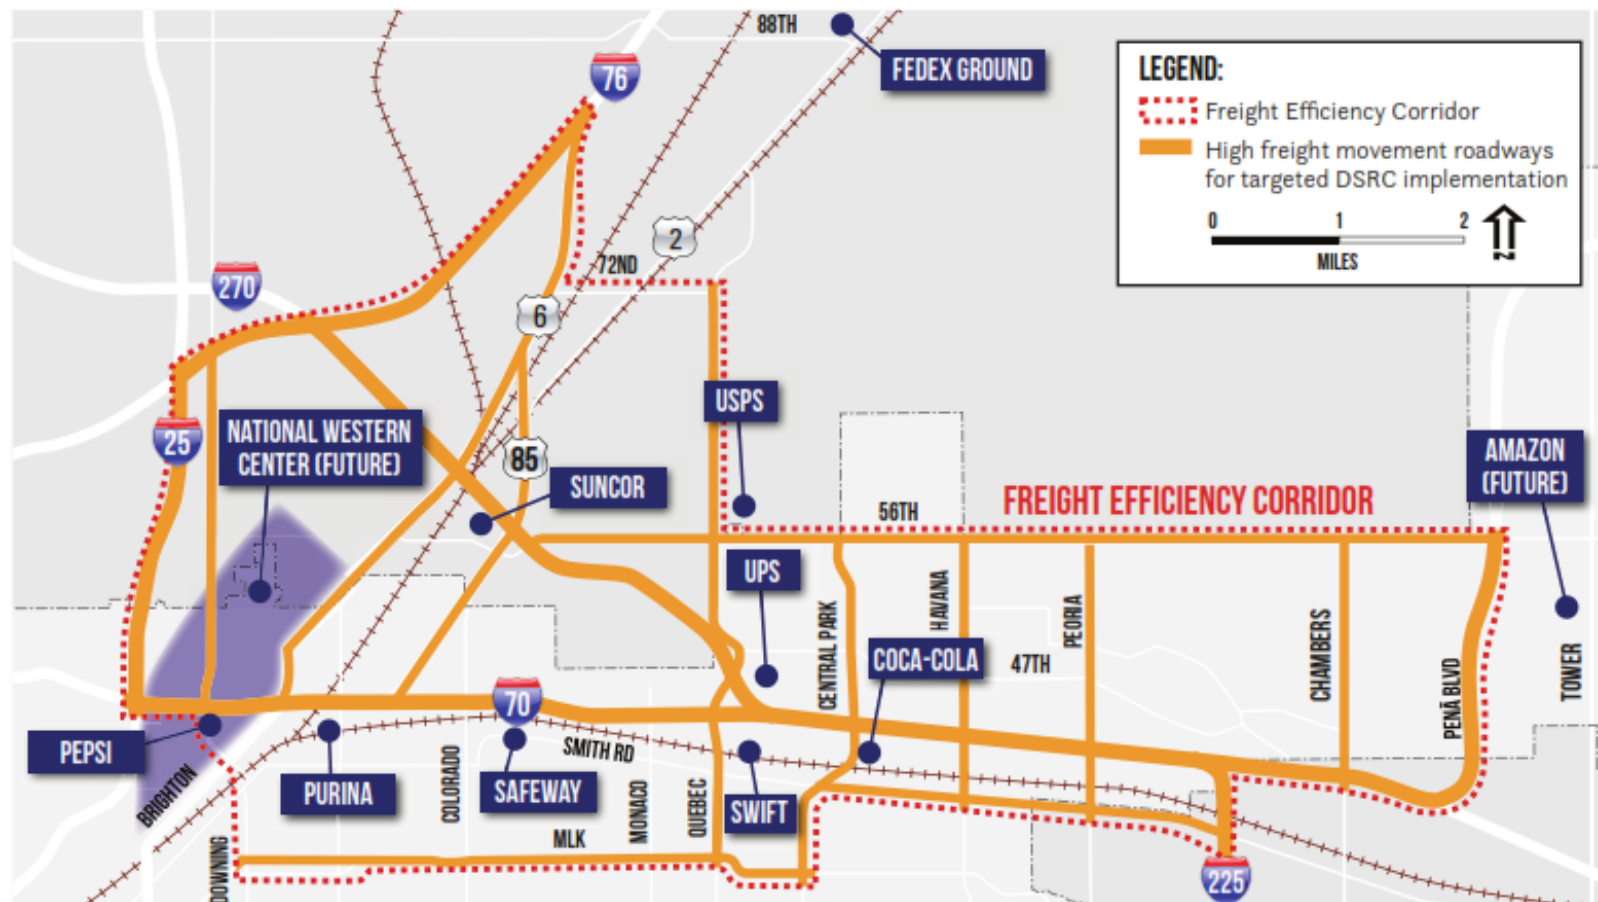 88TH
76
FEDEX GROUND
LEGEND:
Freight Efficiency Corridor
High freight movement roadways
for targeted DSRC implementation
0 1 2
MILES
N
2
72ND
270
6
USPS
25
NATIONAL WESTERN
CENTER (FUTURE)
85
SUNCOR
AMAZON
(FUTURE)
FREIGHT EFFICIENCY CORRIDOR
56TH
UPS
CENTRAL PARK
HAVANA
PEORIA
COCA-COLA
47TH
CHAMBERS
PENÃ BLVD
TOWER
70
PEPSI
SMITH RD
BRIGHTON
PURINA
COLORADO
SAFEWAY
MONACO
QUEBEC
SWIFT
MLK
DOWNING
225